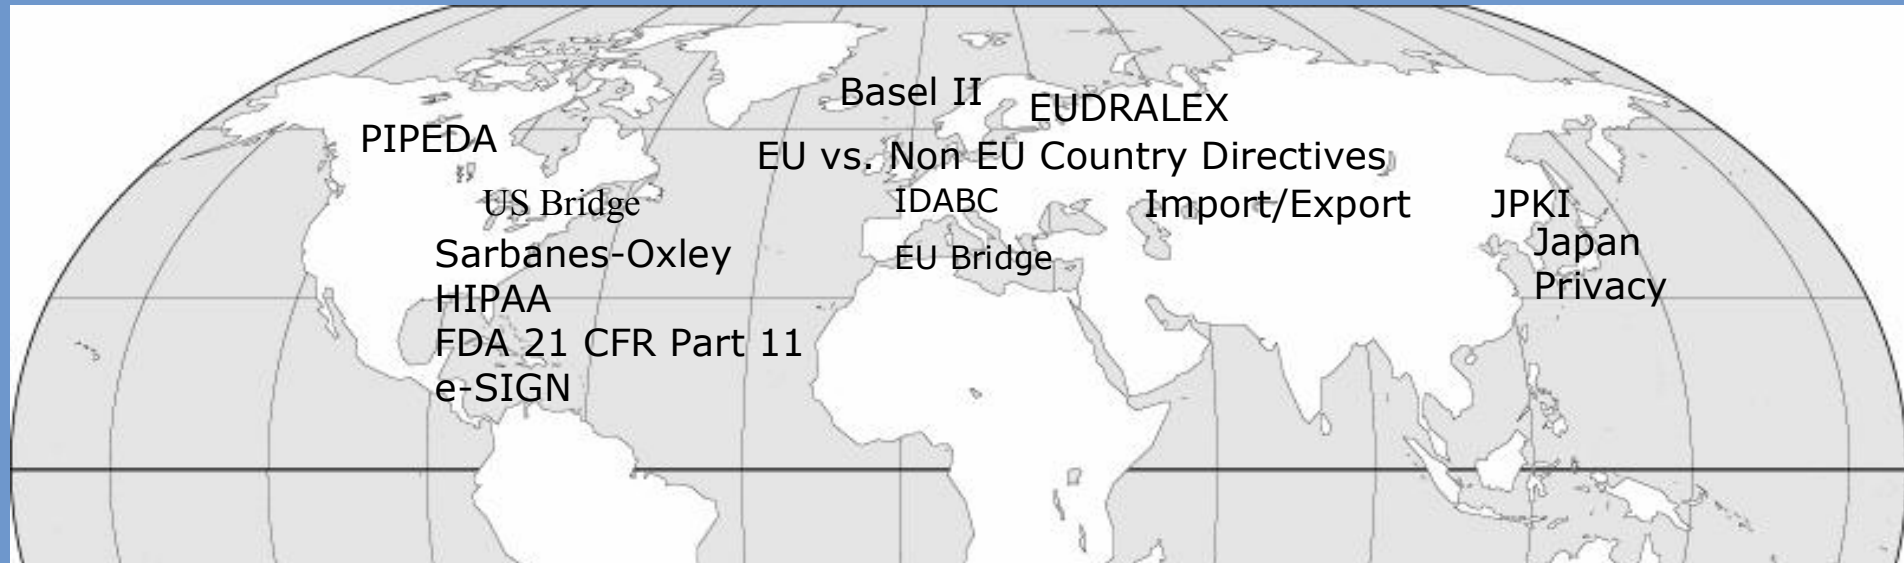 Basel II
EUDRALEX
PIPEDA
EU vs. Non EU Country Directives
US Bridge
IDABC
Import/Export
JPKI
Sarbanes-Oxley
EU Bridge
Japan
Privacy
HIPAA
FDA 21 CFR Part 11
e-SIGN